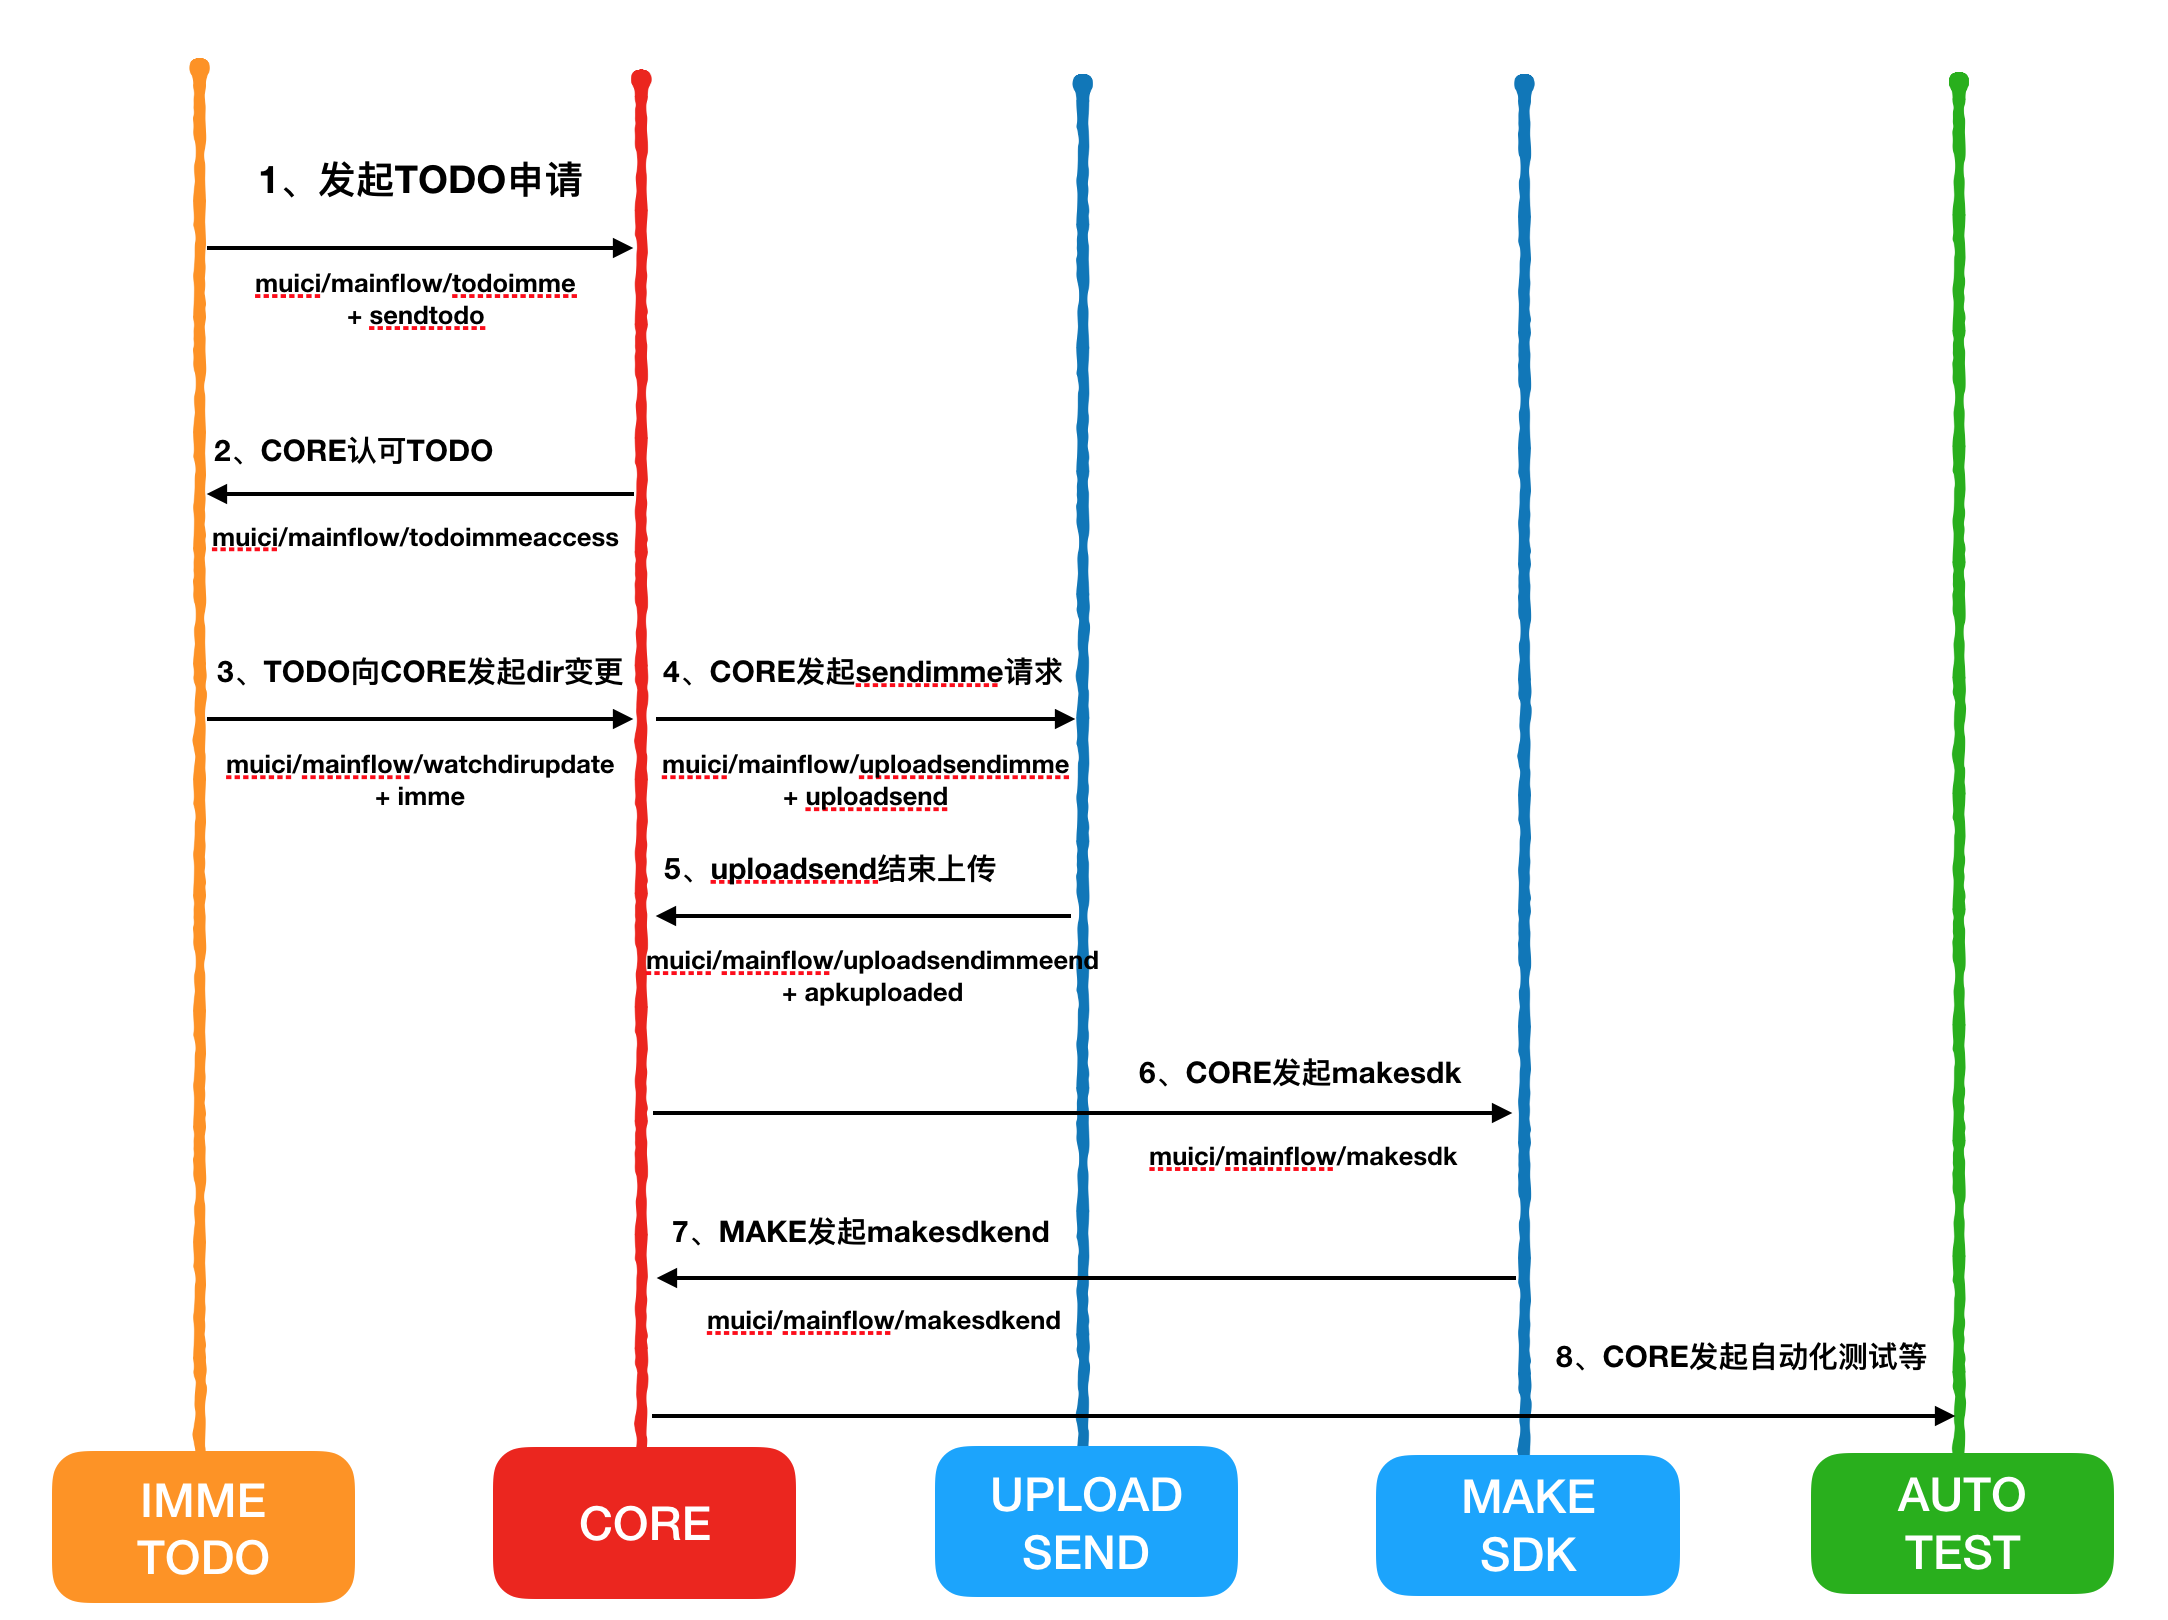 1、发起TODO申请
muici/mainflow/todoimme
+ sendtodo
2、CORE认可TODO
muici/mainflow/todoimmeaccess
3、TODO向CORE发起dir变更
muici/mainflow/watchdirupdate
+ imme
4、CORE发起sendimme请求
muici/mainflow/uploadsendimme
+ uploadsend
5、uploadsend结束上传
muici/mainflow/uploadsendimmeend
+ apkuploaded
6、CORE发起makesdk
muici/mainflow/makesdk
7、MAKE发起makesdkend
muici/mainflow/makesdkend
8、CORE发起自动化测试等
IMME
TODO
CORE
UPLOAD
SEND
MAKE
SDK
AUTO
TEST